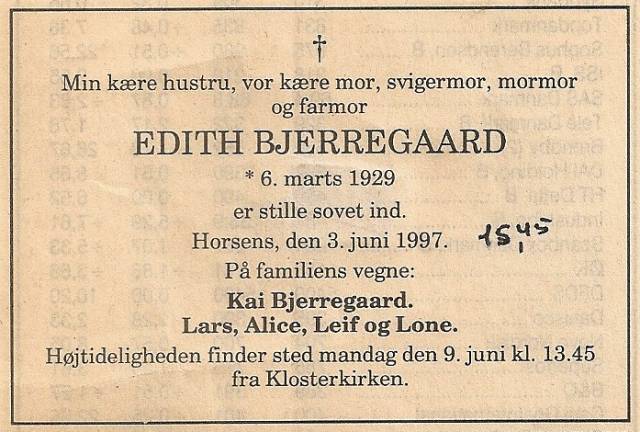 †
Min kære hustru, vor kære mor, svigermor, mormor
og farmor
EDITH BJERREGAARD
* 6. marts 1929
er stille sovet ind.
Horsens, den 3. juni 1997. 15,45
På familiens vegne:
Kai Bjerregaard.
Lars, Alice, Leif og Lone.
Højtideligheden finder sted mandag den 9. juni kl. 13.45
fra Klosterkirken.